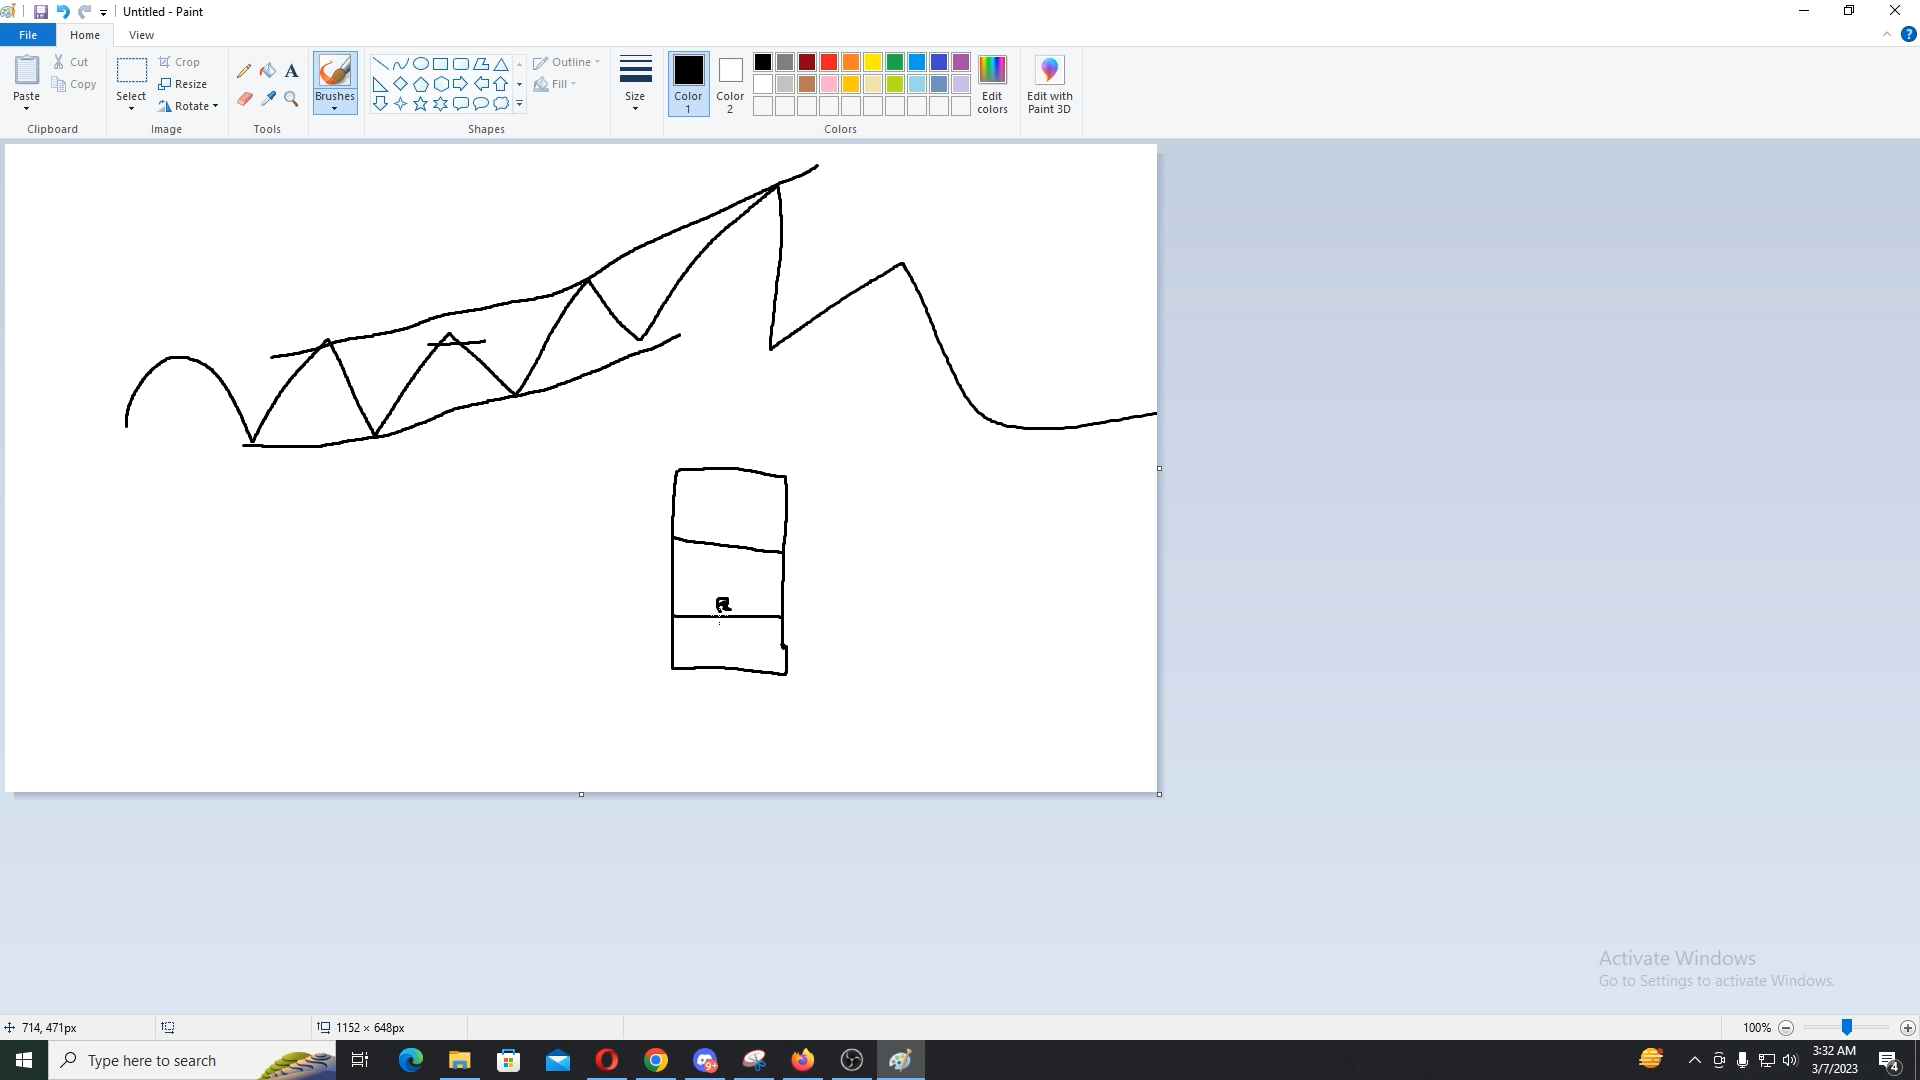 Untitled - Paint
File Home View
Paste
Cut
Copy
Clipboard
Select
Crop
Resize
Rotate
Image
A
Tools
Brushes
Shapes
Outline
Fill
Size
Color 1
Color 2
Edit colors
Colors
Edit with Paint 3D
?
Activate Windows
Go to Settings to activate Windows.
714, 471px
1152 × 648px
100%
Type here to search
9+
3:32 AM
3/7/2023
4